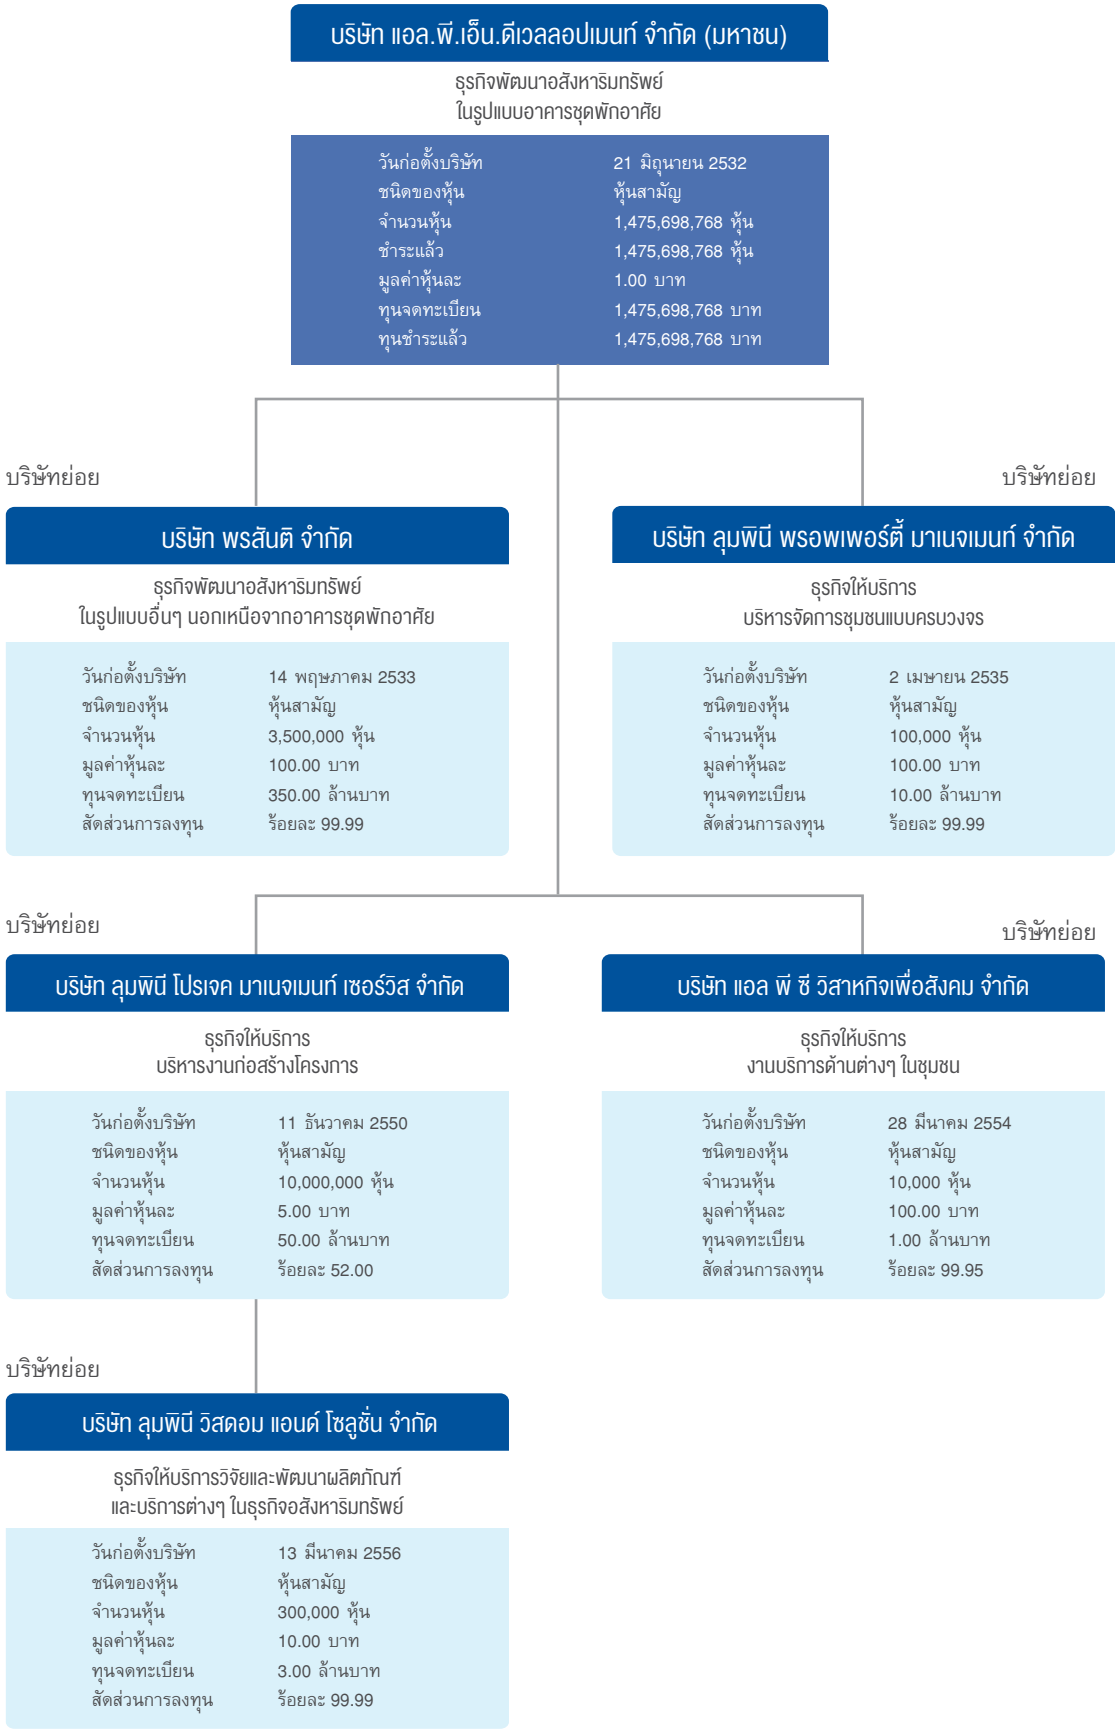 บริษัท แอล.พี.เอ็น.ดีเวลลอปเมนท์ จำกัด (มหาชน)
ธุรกิจพัฒนาอสังหาริมทรัพย์
ในรูปแบบอาคารชุดพักอาศัย
วันก่อตั้งบริษัท 21 มิถุนายน 2532
ชนิดของหุ้น หุ้นสามัญ
จำนวนหุ้น 1,475,698,768 หุ้น
ชำระแล้ว 1,475,698,768 หุ้น
มูลค่าหุ้นละ 1.00 บาท
ทุนจดทะเบียน 1,475,698,768 บาท
ทุนชำระแล้ว 1,475,698,768 บาท
บริษัทย่อย
บริษัท พรสันติ จำกัด
ธุรกิจพัฒนาอสังหาริมทรัพย์
ในรูปแบบอื่นๆ นอกเหนือจากอาคารชุดพักอาศัย
วันก่อตั้งบริษัท 14 พฤษภาคม 2533
ชนิดของหุ้น หุ้นสามัญ
จำนวนหุ้น 3,500,000 หุ้น
มูลค่าหุ้นละ 100.00 บาท
ทุนจดทะเบียน 350.00 ล้านบาท
สัดส่วนการลงทุน ร้อยละ 99.99
บริษัทย่อย
บริษัท ลุมพินี พรอพเพอร์ตี้ มาเนจเมนท์ จำกัด
ธุรกิจให้บริการ
บริหารจัดการชุมชนแบบครบวงจร
วันก่อตั้งบริษัท 2 เมษายน 2535
ชนิดของหุ้น หุ้นสามัญ
จำนวนหุ้น 100,000 หุ้น
มูลค่าหุ้นละ 100.00 บาท
ทุนจดทะเบียน 10.00 ล้านบาท
สัดส่วนการลงทุน ร้อยละ 99.99
บริษัทย่อย
บริษัท ลุมพินี โปรเจค มาเนจเมนท์ เซอร์วิส จำกัด
ธุรกิจให้บริการ
บริหารงานก่อสร้างโครงการ
วันก่อตั้งบริษัท 11 ธันวาคม 2550
ชนิดของหุ้น หุ้นสามัญ
จำนวนหุ้น 10,000,000 หุ้น
มูลค่าหุ้นละ 5.00 บาท
ทุนจดทะเบียน 50.00 ล้านบาท
สัดส่วนการลงทุน ร้อยละ 52.00
บริษัทย่อย
บริษัท แอล พี ซี วิสาหกิจเพื่อสังคม จำกัด
ธุรกิจให้บริการ
งานบริการด้านต่างๆ ในชุมชน
วันก่อตั้งบริษัท 28 มีนาคม 2554
ชนิดของหุ้น หุ้นสามัญ
จำนวนหุ้น 10,000 หุ้น
มูลค่าหุ้นละ 100.00 บาท
ทุนจดทะเบียน 1.00 ล้านบาท
สัดส่วนการลงทุน ร้อยละ 99.95
บริษัทย่อย
บริษัท ลุมพินี วิสดอม แอนด์ โซลูชั่น จำกัด
ธุรกิจให้บริการวิจัยและพัฒนาผลิตภัณฑ์
และบริการต่างๆ ในธุรกิจอสังหาริมทรัพย์
วันก่อตั้งบริษัท 13 มีนาคม 2556
ชนิดของหุ้น หุ้นสามัญ
จำนวนหุ้น 300,000 หุ้น
มูลค่าหุ้นละ 10.00 บาท
ทุนจดทะเบียน 3.00 ล้านบาท
สัดส่วนการลงทุน ร้อยละ 99.99